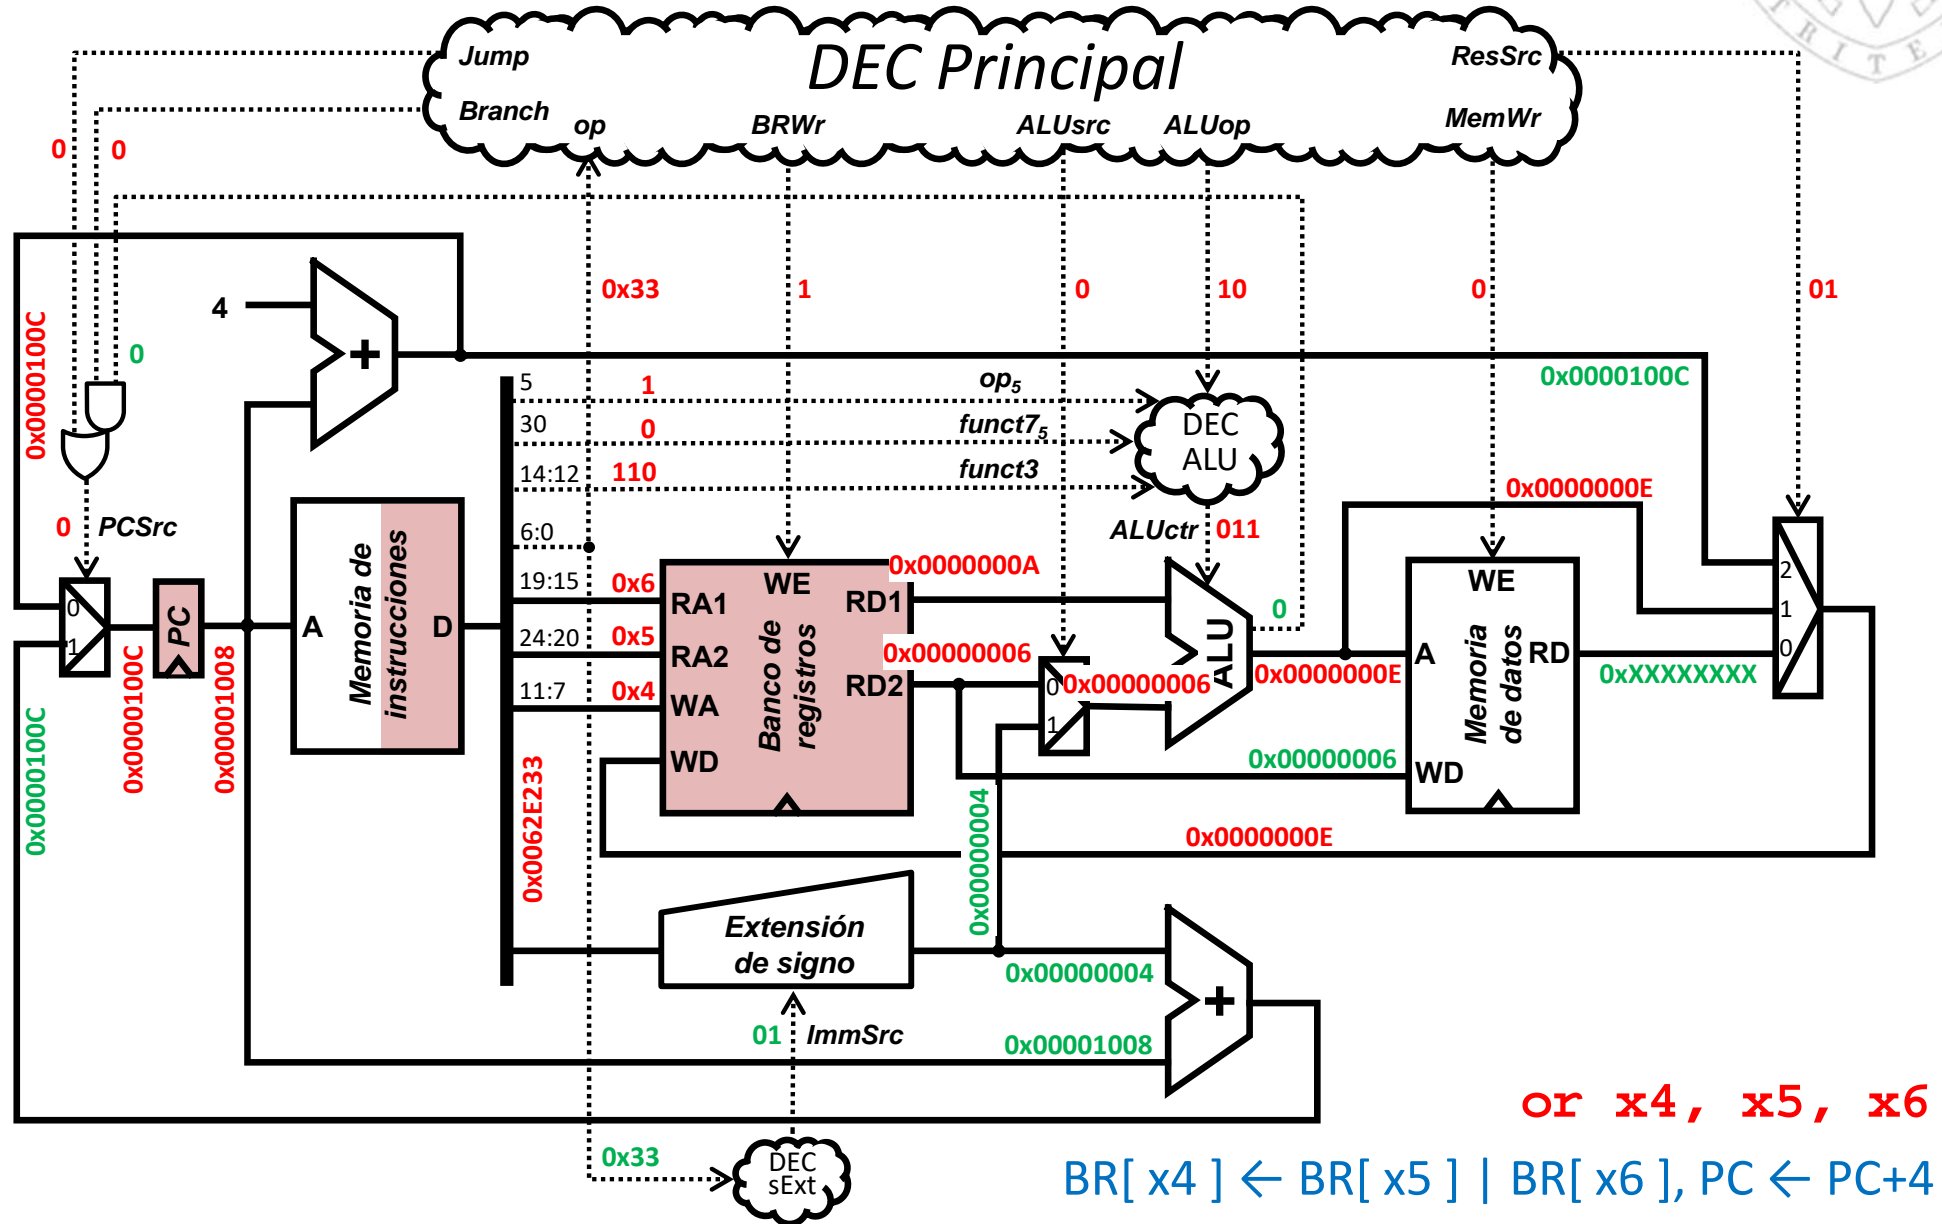 RITE
DEC Principal
Jump
ResSrc
Branch
op
BRWr
ALUsrc
ALUop
MemWr
0
0
0x33
1
0
10
0
01
4
+
0x0000100C
0
0x0000100C
5
1
op5
30
0
funct75
14:12
110
funct3
DEC
ALU
6:0
0
PCSrc
ALUctr
011
0x0000000E
0
1
PC
A
Memoria de
instrucciones
D
19:15
0x6
24:20
0x5
11:7
0x4
RA1
RA2
WA
WD
WE
Banco de
registros
RD1
RD2
0x0000000A
0x00000006
0
1
0x00000006
ALU
0
0x0000000E
A
WE
Memoria
de datos
RD
WD
0xXXXXXXXX
2
1
0
0x0000100C
0x0000100C
0x00001008
0x0062E233
0x00000006
0x00000004
0x0000000E
Extensión
de signo
0x00000004
+
01
ImmSrc
0x00001008
0x33
DEC
sExt
or x4, x5, x6
BR[ x4 ] ← BR[ x5 ] | BR[ x6 ], PC ← PC+4